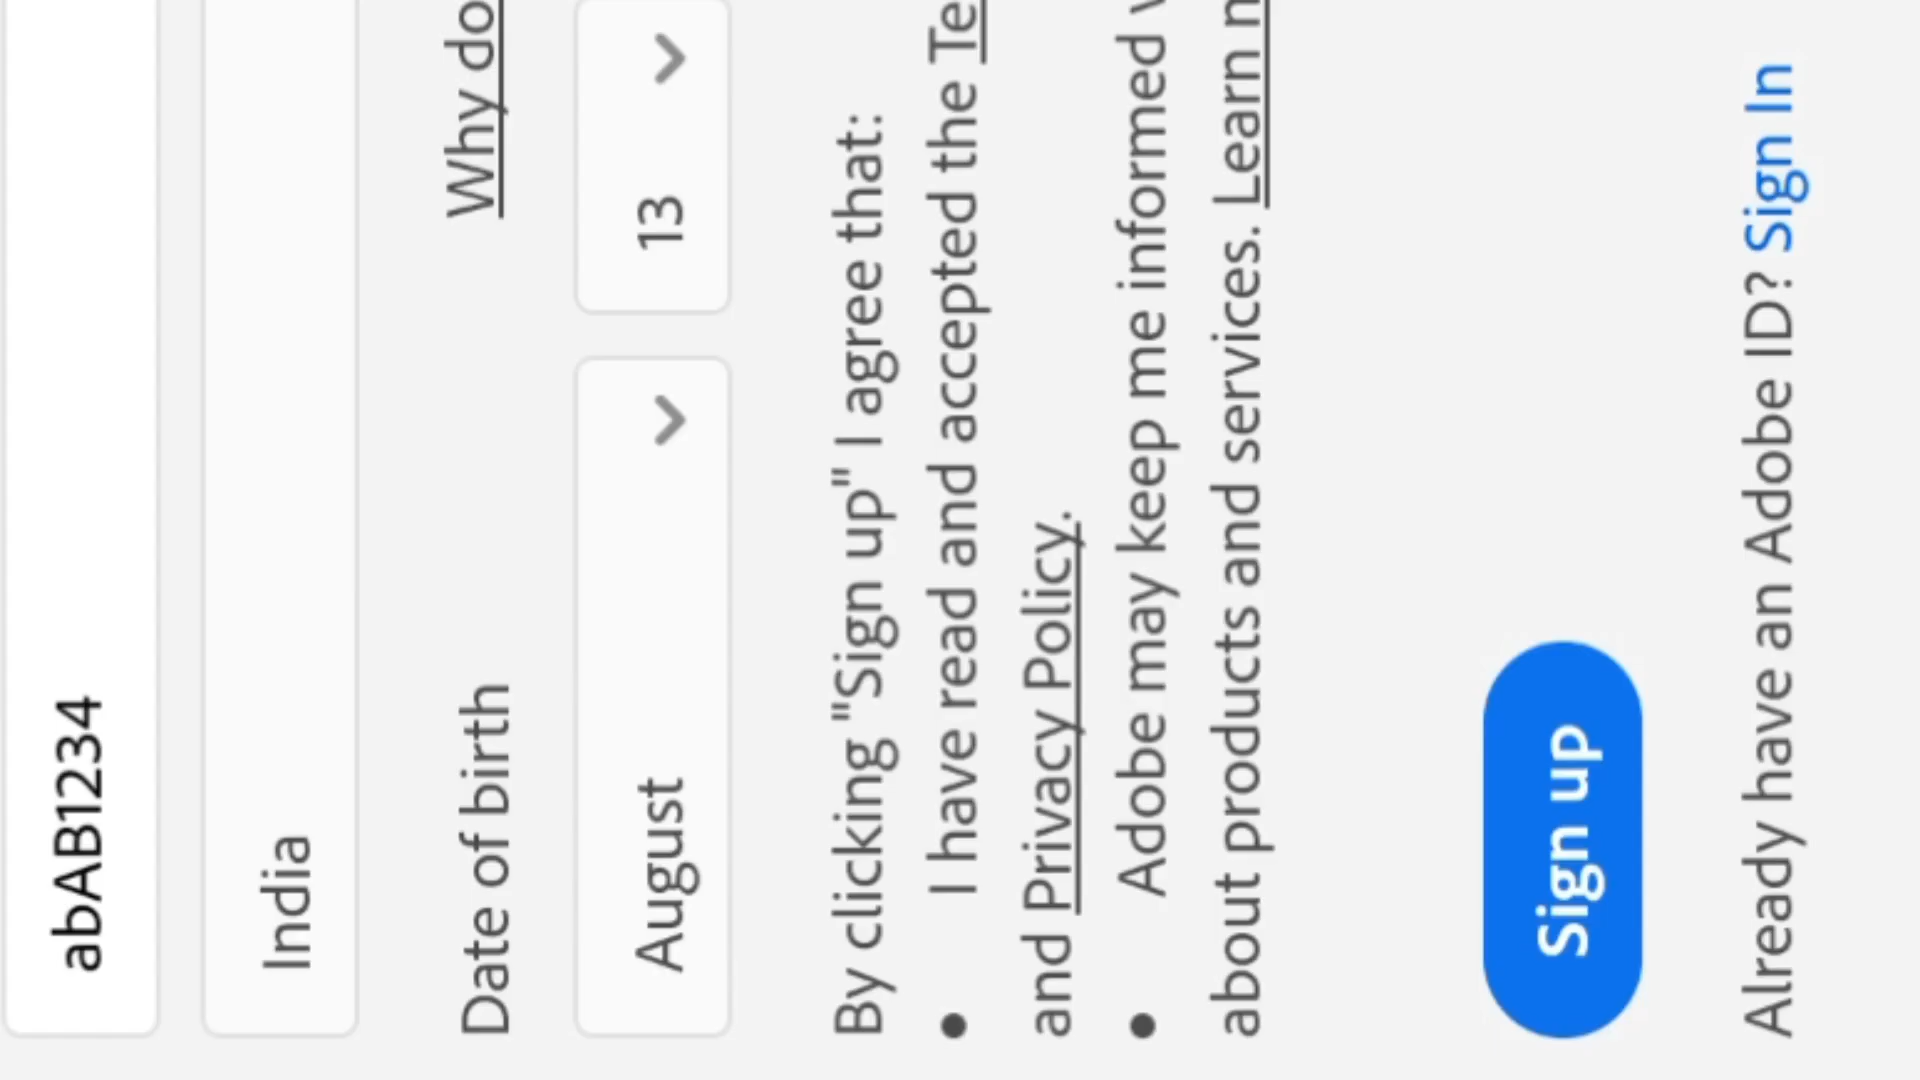 abAB1234
India
Date of birth Why do
August 13
By clicking "Sign up" I agree that:
• I have read and accepted the Te
and Privacy Policy.
• Adobe may keep me informed
about products and services. Learn
Sign up
Already have an Adobe ID? Sign In